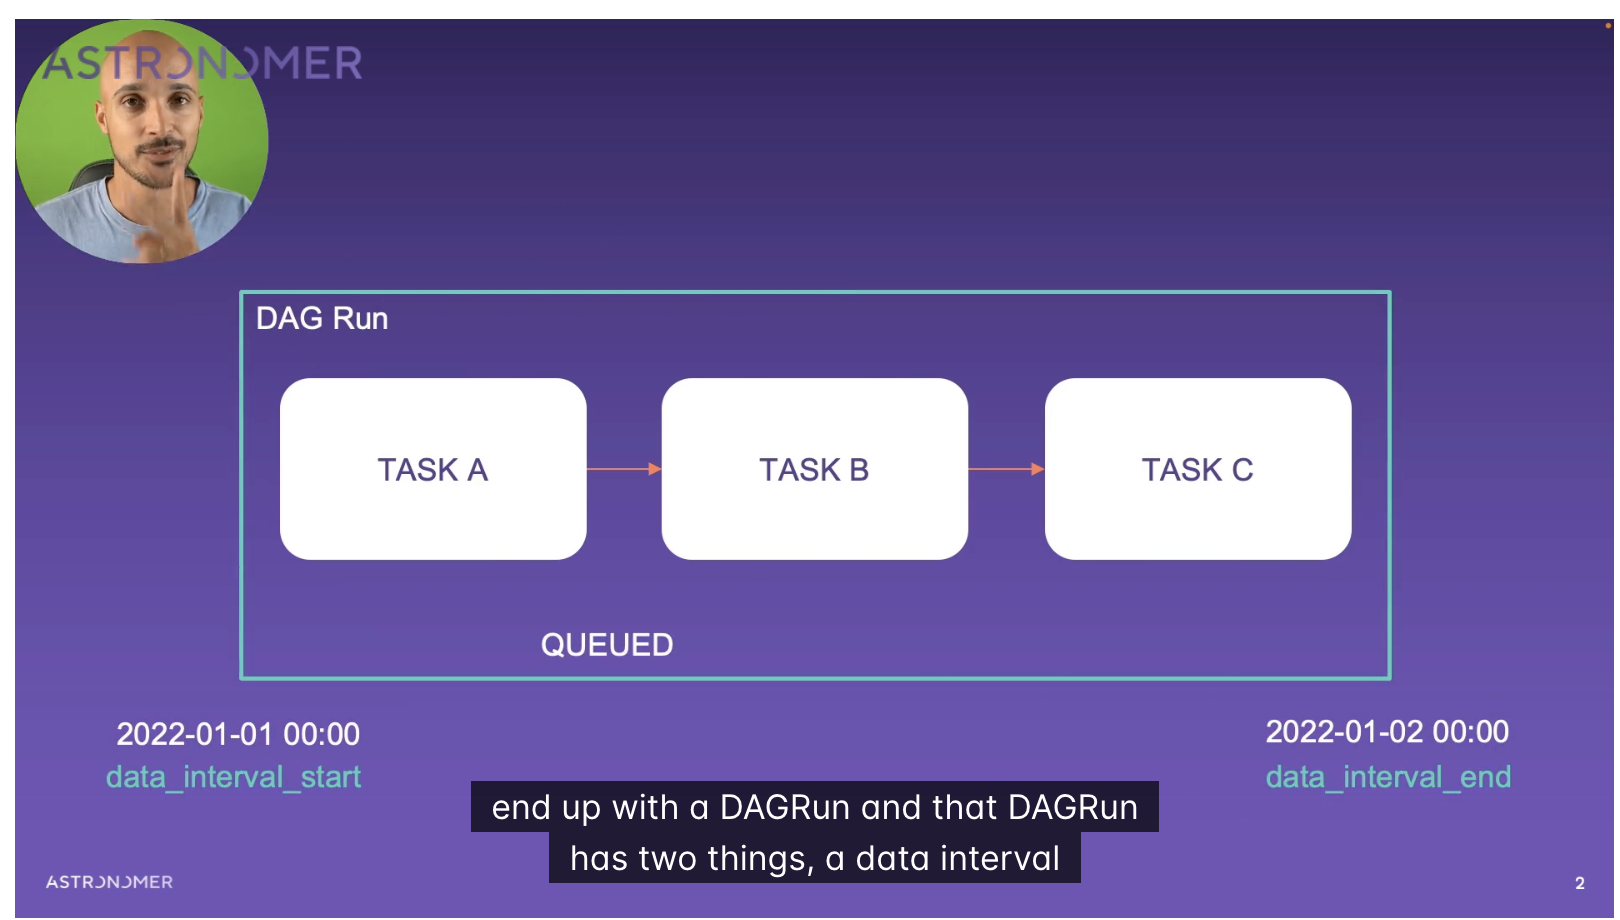 ASTRONOMER
DAG Run
TASK A
TASK B
TASK C
QUEUED
2022-01-01 00:00
data_interval_start
2022-01-02 00:00
data_interval_end
end up with a DAGRun and that DAGRun
has two things, a data interval
ASTRONOMER
2